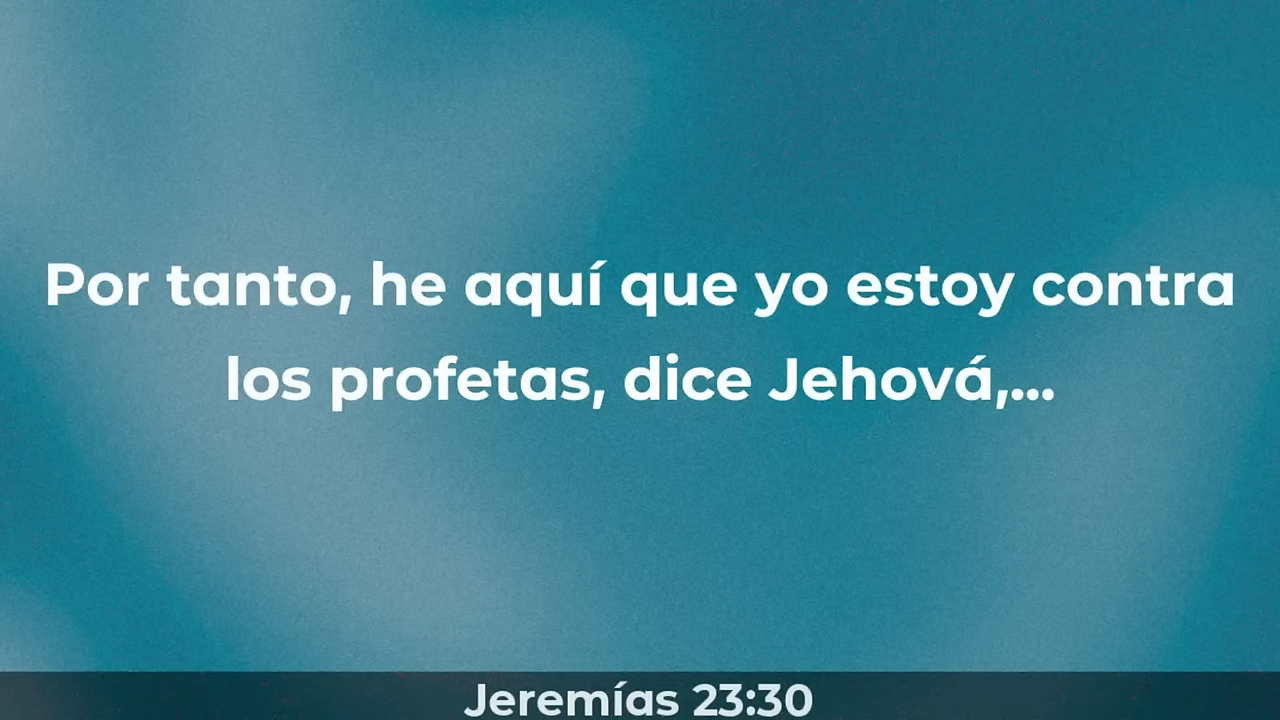 Por tanto, he aquí que yo estoy contra
los profetas, dice Jehová,...
Jeremías 23:30